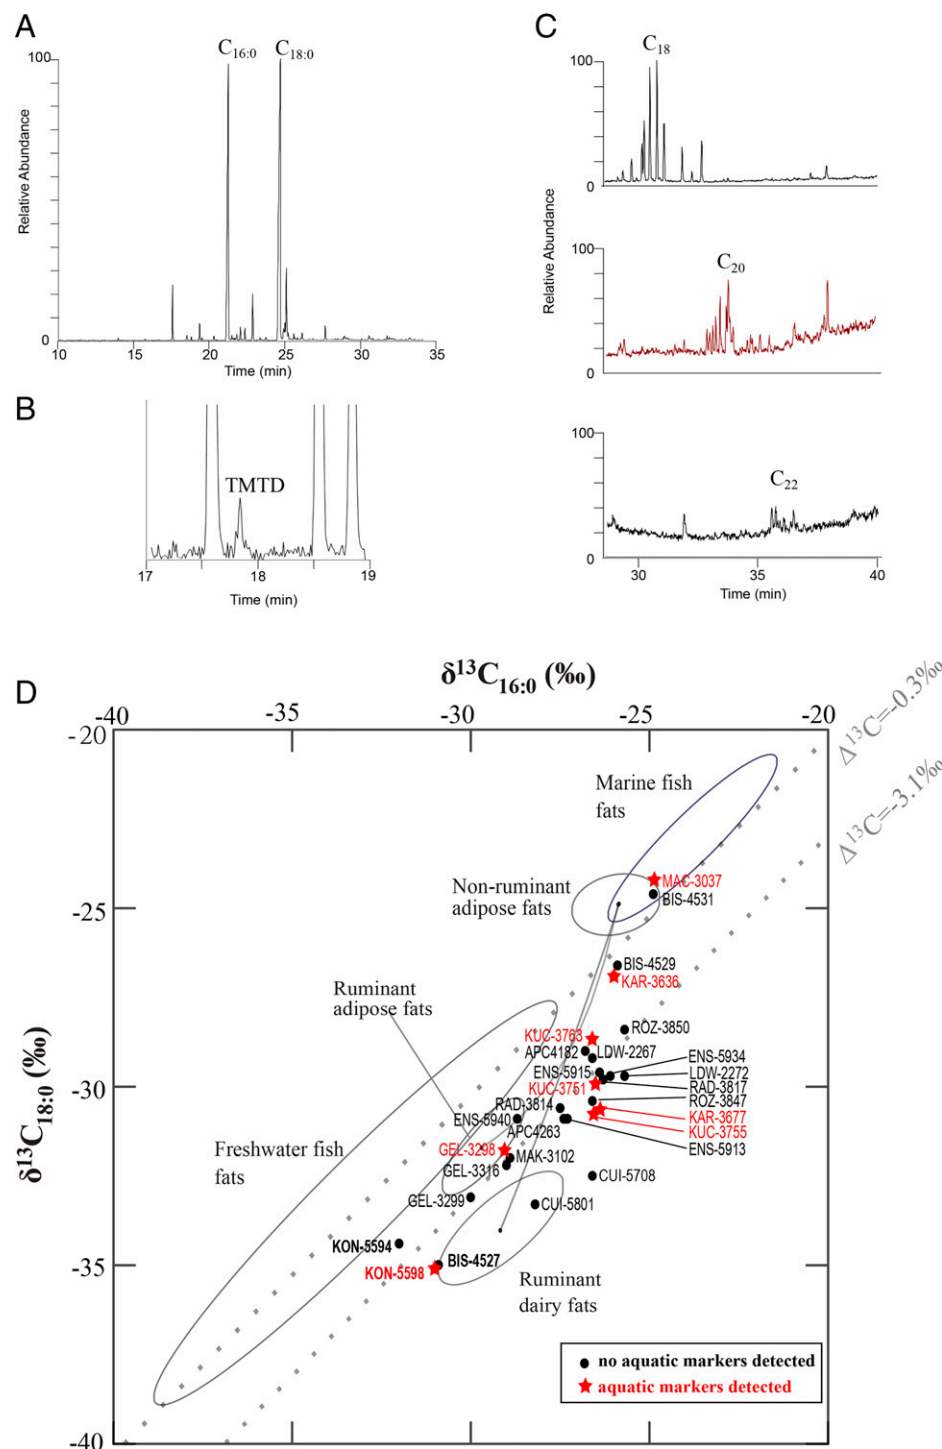 A
C16:0
C18:0
100
Relative Abundance
0
10 15 20 25 30 35
Time (min)
B
TMTD
17 18 19
Time (min)
C
C18
100
0
C20
100
Relative Abundance
0
C22
100
0
30 35 40
Time (min)
D
δ13C16:0 (‰)
-40 -35 -30 -25 -20
-20
-25
-30
-35
-40
δ13C18:0 (‰)
Δ13C=-0.3‰
Δ13C=-3.1‰
Marine fish
fats
Non-ruminant
adipose fats
Ruminant
adipose fats
Freshwater fish
fats
Ruminant
dairy fats
MAC-3037
BIS-4531
BIS-4529
KAR-3636
ROZ-3850
KUC-3763
APC4182
LDW-2267
ENS-5934
ENS-5915
LDW-2272
KUC-3751
RAD-3817
RAD-3814
ROZ-3847
ENS-5940
KAR-3677
APC4263
KUC-3755
GEL-3298
ENS-5913
MAK-3102
GEL-3316
CUI-5708
GEL-3299
CUI-5801
KON-5594
BIS-4527
KON-5598
no aquatic markers detected
aquatic markers detected